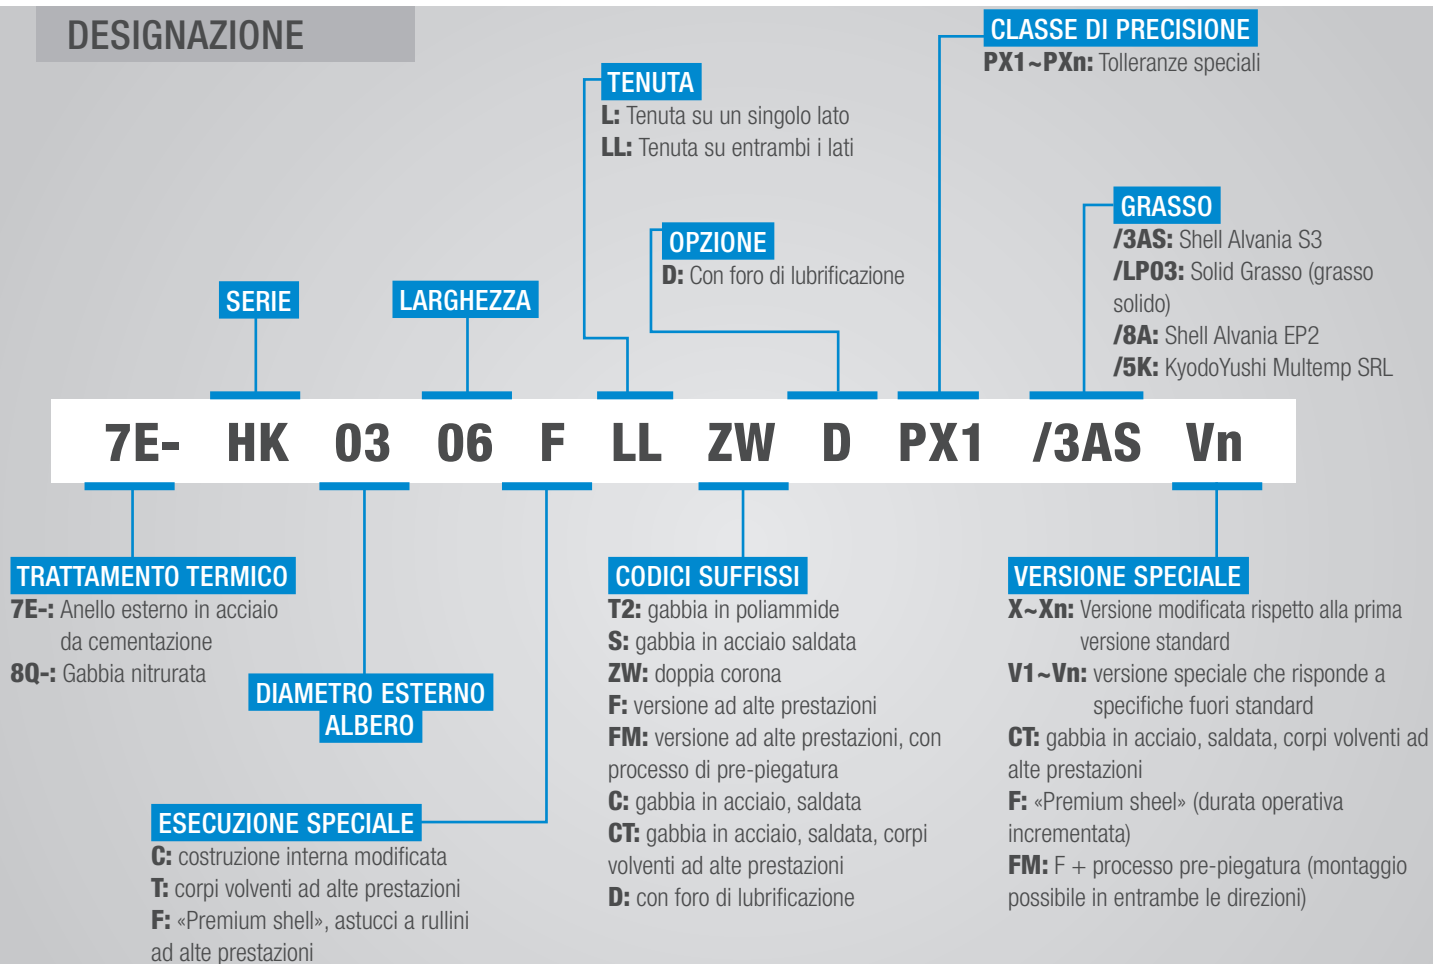 DESIGNAZIONE
CLASSE DI PRECISIONE
PX1~PXn: Tolleranze speciali
TENUTA
L: Tenuta su un singolo lato
LL: Tenuta su entrambi i lati
GRASSO
/3AS: Shell Alvania S3
/LP03: Solid Grasso (grasso
solido)
/8A: Shell Alvania EP2
/5K: KyodoYushi Multemp SRL
OPZIONE
D: Con foro di lubrificazione
SERIE
LARGHEZZA
7E- HK 03 06 F LL ZW D PX1 /3AS Vn
TRATTAMENTO TERMICO
7E-: Anello esterno in acciaio
da cementazione
8Q-: Gabbia nitrurata
DIAMETRO ESTERNO
ALBERO
ESECUZIONE SPECIALE
C: costruzione interna modificata
T: corpi volventi ad alte prestazioni
F: «Premium shell», astucci a rullini
ad alte prestazioni
CODICI SUFFISSI
T2: gabbia in poliammide
S: gabbia in acciaio saldata
ZW: doppia corona
F: versione ad alte prestazioni
FM: versione ad alte prestazioni, con
processo di pre-piegatura
C: gabbia in acciaio, saldata
CT: gabbia in acciaio, saldata, corpi
volventi ad alte prestazioni
D: con foro di lubrificazione
VERSIONE SPECIALE
X~Xn: Versione modificata rispetto alla prima
versione standard
V1~Vn: versione speciale che risponde a
specifiche fuori standard
CT: gabbia in acciaio, saldata, corpi volventi ad
alte prestazioni
F: «Premium sheel» (durata operativa
incrementata)
FM: F + processo pre-piegatura (montaggio
possibile in entrambe le direzioni)